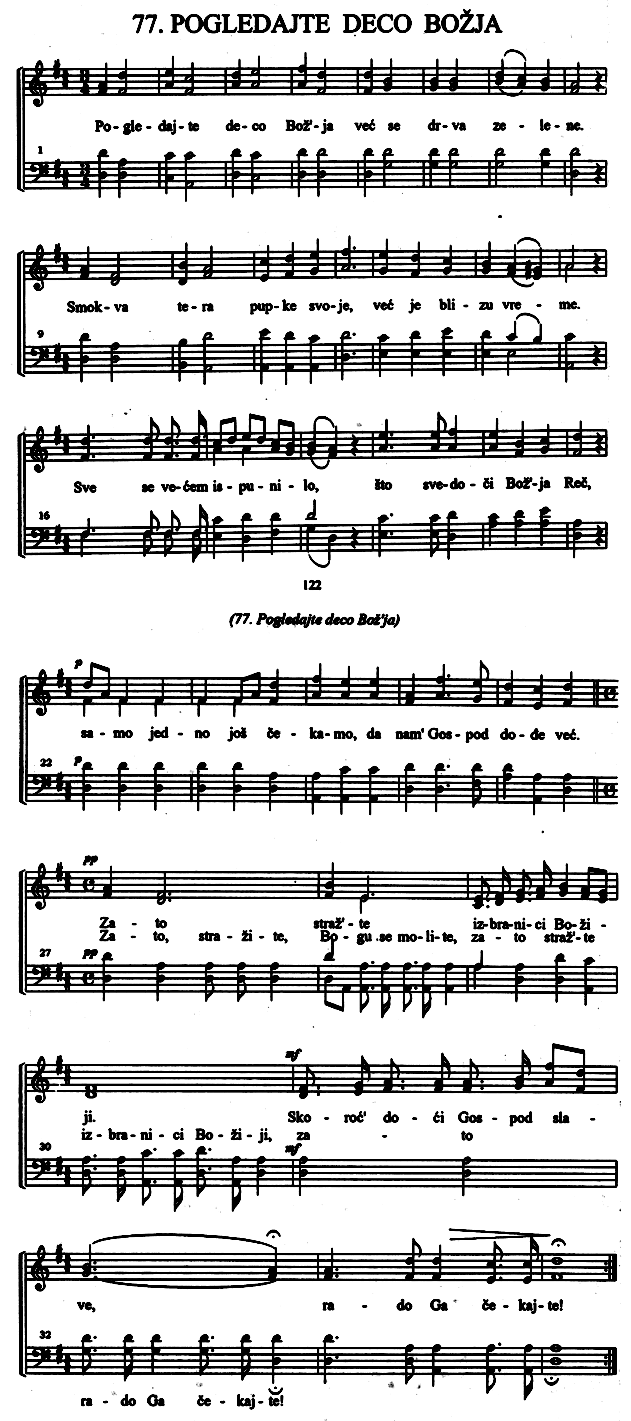 77. POGLEDAJTE DECO BOŽJA
Po - gle - daj - te de - co Bož'- ja već se dr - va ze - le - ne.
1
Smok - va te - ra pup - ke svo - je, već je bli - zu vre - me.
9
Sve se ve - ćem is - pu - ni - lo, što sve - do - či Bož'- ja Reč,
16
122
(77. Pogledajte deco Bož'ja)
p
sa - mo jed - no još če - ka - mo, da nam' Gos - pod do - đe već.
22
p
pp
Za - to straž'- te iz - bra - ni - ci Bo - ži -
Za - to, stra - ži - te, Bo - gu se mo - li - te, za - to straž'- te
27
pp
mf
ji. Sko - roć' do - ći Gos - pod sla -
iz - bra - ni - ci Bo - ži - ji, za - to
30
mf
ve, ra - do Ga če - kaj - te!
32
ra - do Ga če - kaj - te!